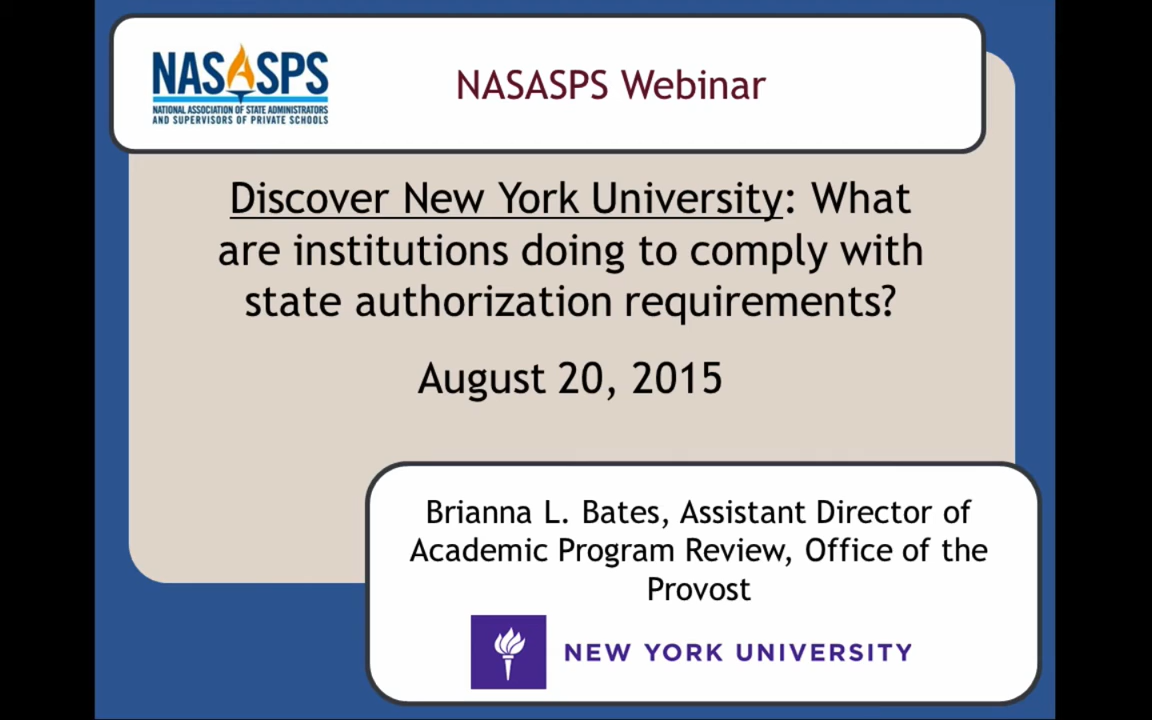 NASASPS
NATIONAL ASSOCIATION OF STATE ADMINISTRATORS
AND SUPERVISORS OF PRIVATE SCHOOLS
NASASPS Webinar
Discover New York University: What
are institutions doing to comply with
state authorization requirements?
August 20, 2015
Brianna L. Bates, Assistant Director of
Academic Program Review, Office of the
Provost
NEW YORK UNIVERSITY